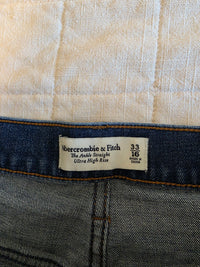 Abercrombie & Fitch
The Ankle Straight
Ultra High Rise
33
16